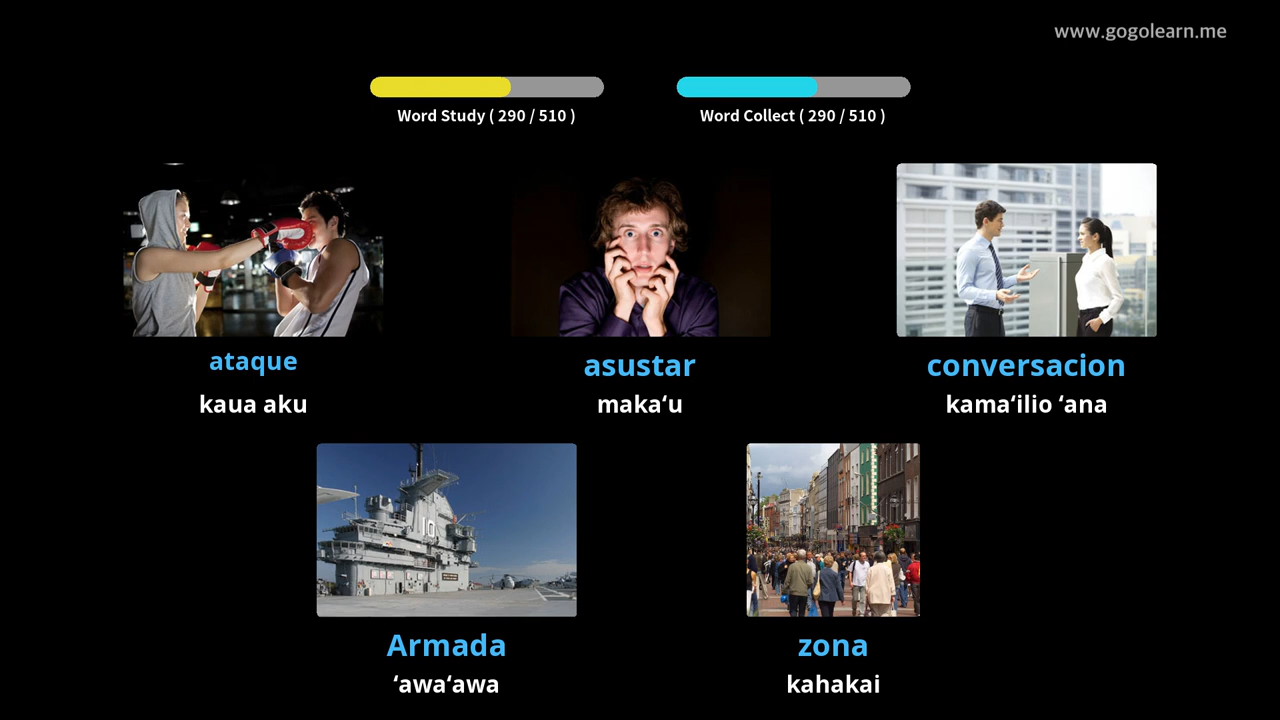 www.gogolearn.me
Word Study ( 290 / 510 )
Word Collect ( 290 / 510 )
ataque
asustar
conversacion
kaua aku
makaʻu
kamaʻilio ʻana
10
Armada
zona
ʻawaʻawa
kahakai